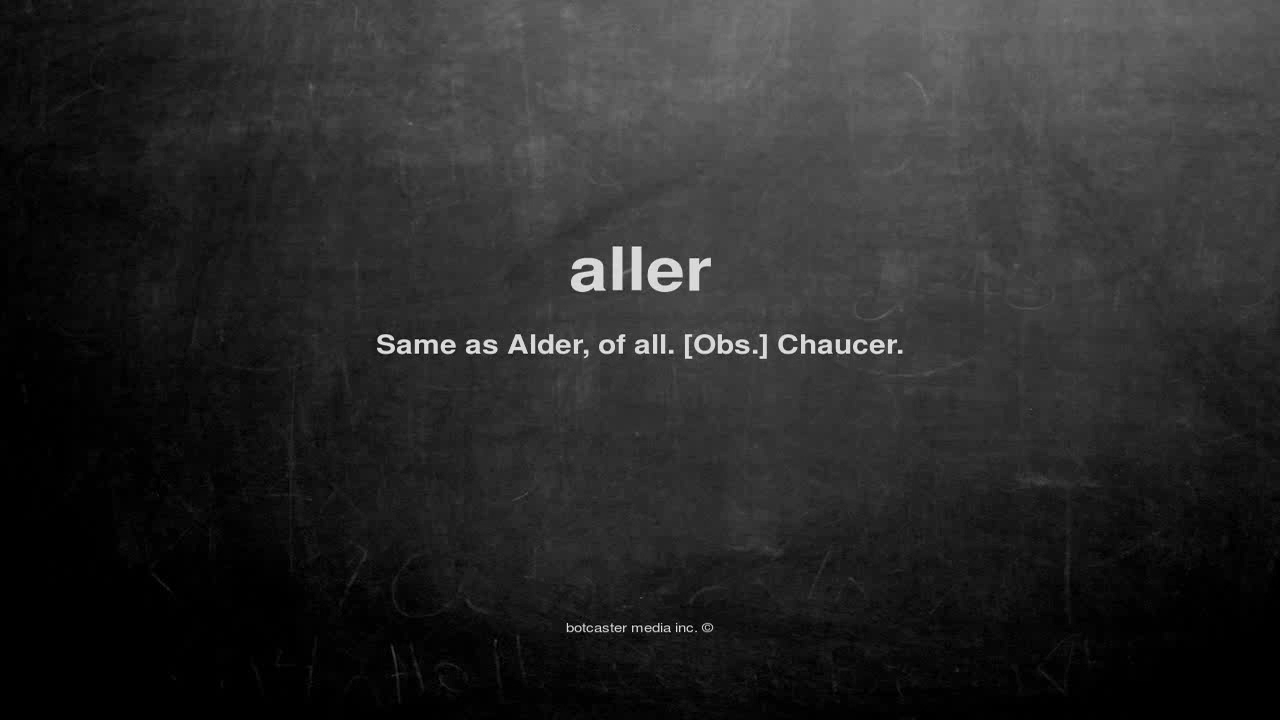 aller
Same as Alder, of all. [Obs.] Chaucer.
botcaster media inc. ©